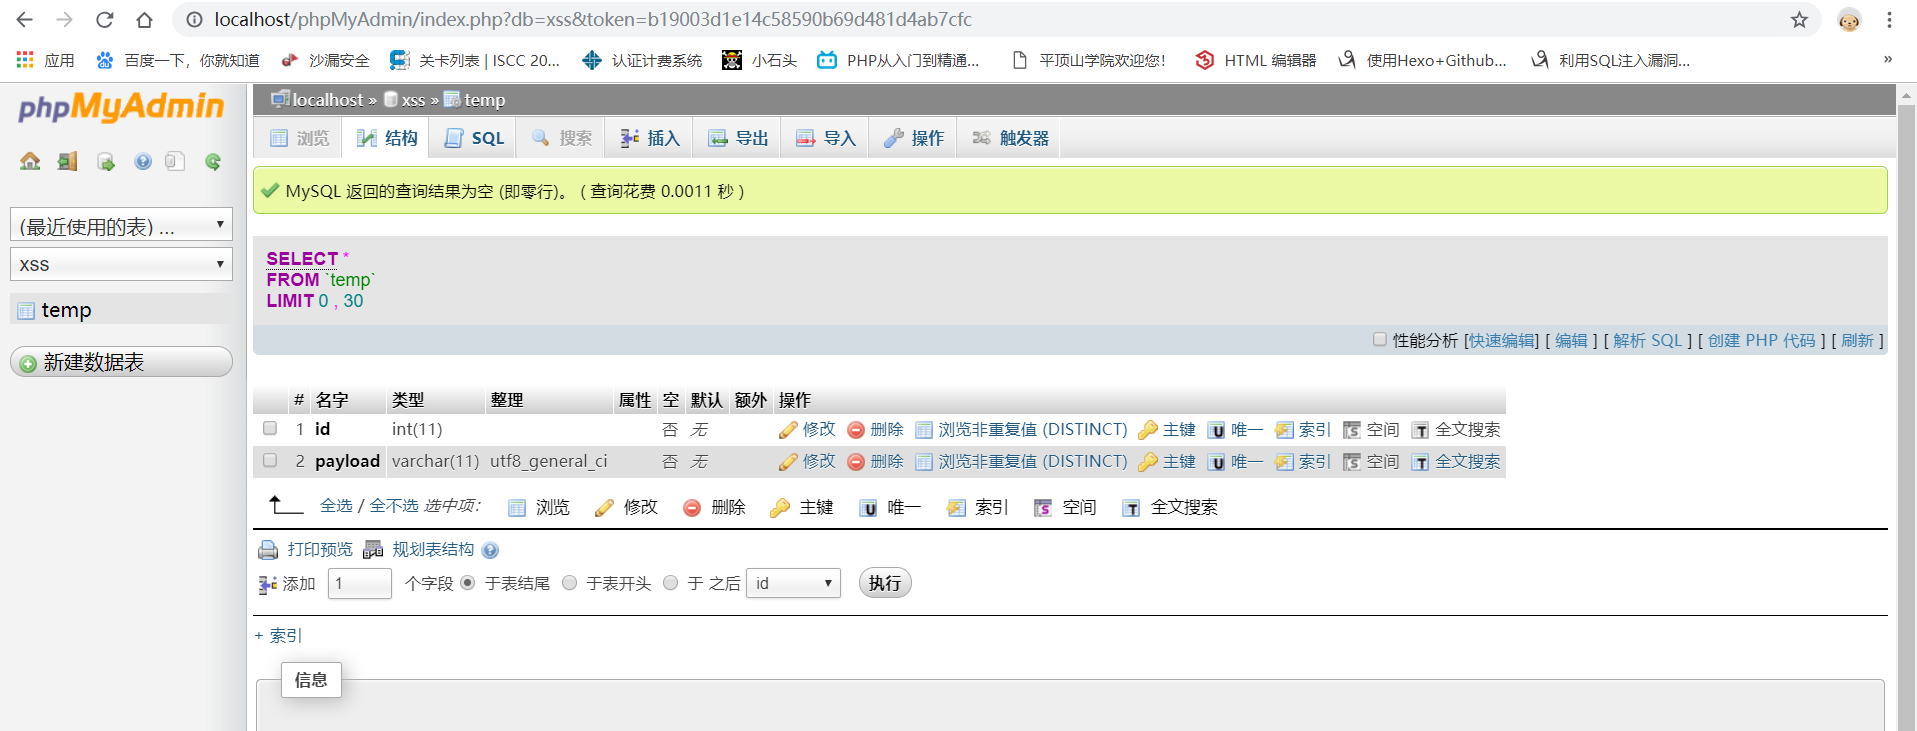 localhost/phpMyAdmin/index.php?db=xss&token=b19003d1e14c58590b69d481d4ab7cfc
应用 百度一下，你就知道 沙漏安全 关卡列表 | ISCC 20... 认证计费系统 小石头 PHP从入门到精通... 平顶山学院欢迎您! HTML 编辑器 使用Hexo+Github... 利用SQL注入漏洞... »
phpMyAdmin
(最近使用的表) ...
xss
temp
新建数据表
localhost » xss » temp
浏览 结构 SQL 搜索 插入 导出 导入 操作 触发器
MySQL 返回的查询结果为空 (即零行)。 ( 查询花费 0.0011 秒 )
SELECT *
FROM `temp`
LIMIT 0 , 30
性能分析 [快速编辑] [ 编辑 ] [ 解析 SQL ] [ 创建 PHP 代码 ] [ 刷新 ]
# 名字 类型 整理 属性 空 默认 额外 操作
1 id int(11) 否 无 修改 删除 浏览非重复值 (DISTINCT) 主键 U 唯一 索引 S 空间 T 全文搜索
2 payload varchar(11) utf8_general_ci 否 无 修改 删除 浏览非重复值 (DISTINCT) 主键 U 唯一 索引 S 空间 T 全文搜索
全选 / 全不选 选中项: 浏览 修改 删除 主键 U 唯一 索引 S 空间 T 全文搜索
打印预览 规划表结构
添加 1 个字段 于表结尾 于表开头 于 之后 id 执行
+ 索引
信息